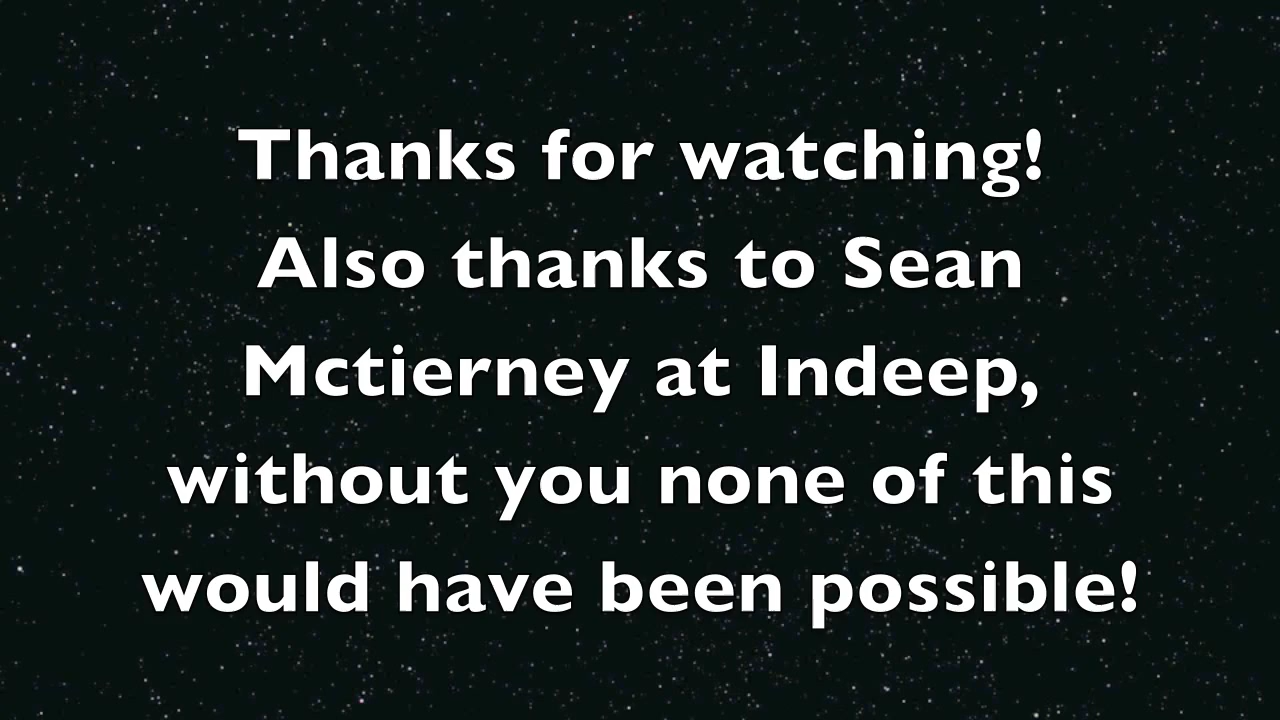 Thanks for watching!
Also thanks to Sean
Mctierney at Indeep,
without you none of this
would have been possible!